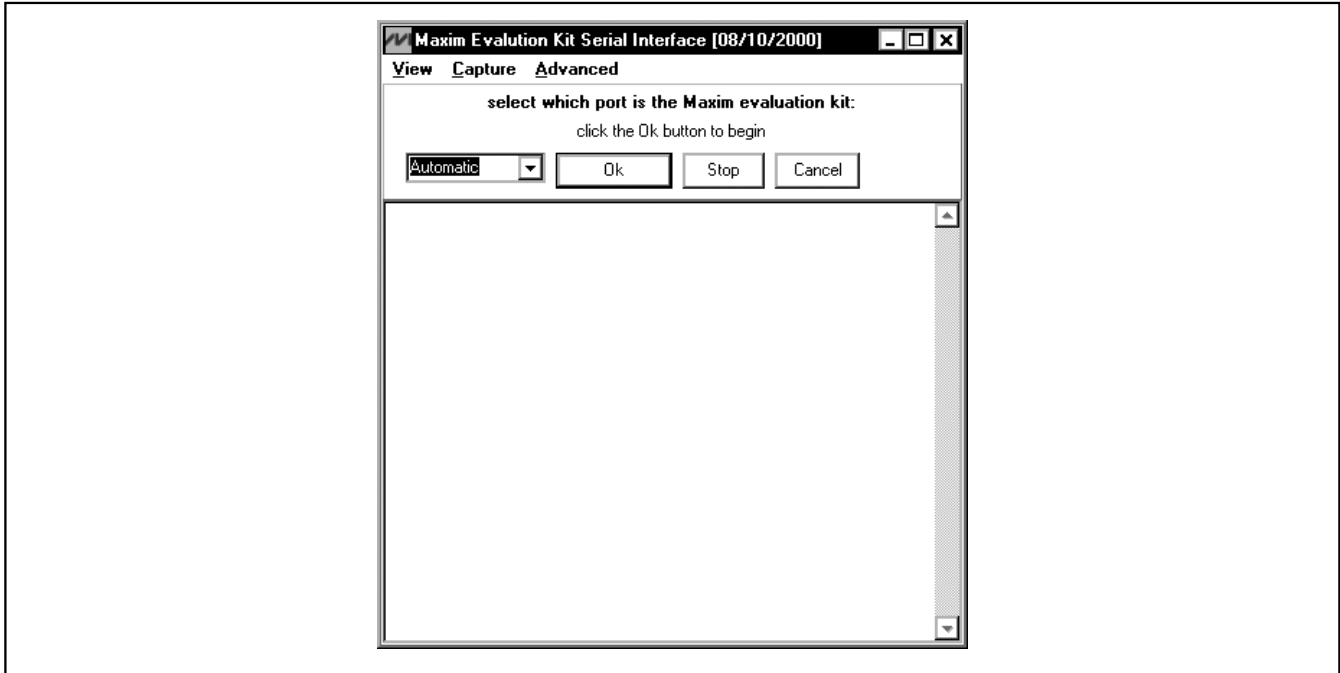 Maxim Evalution Kit Serial Interface [08/10/2000]
View Capture Advanced
select which port is the Maxim evaluation kit:
click the Ok button to begin
Automatic Ok Stop Cancel